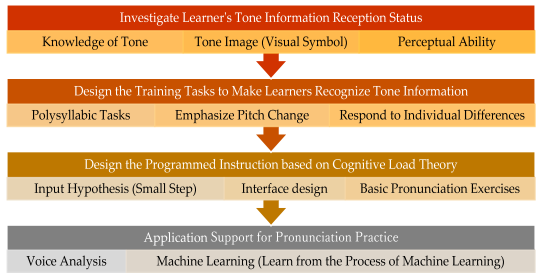 Investigate Learner's Tone Information Reception Status
Knowledge of Tone Tone Image (Visual Symbol) Perceptual Ability
Design the Training Tasks to Make Learners Recognize Tone Information
Polysyllabic Tasks Emphasize Pitch Change Respond to Individual Differences
Design the Programmed Instruction based on Cognitive Load Theory
Input Hypothesis (Small Step) Interface design Basic Pronunciation Exercises
Application Support for Pronunciation Practice
Voice Analysis Machine Learning (Learn from the Process of Machine Learning)